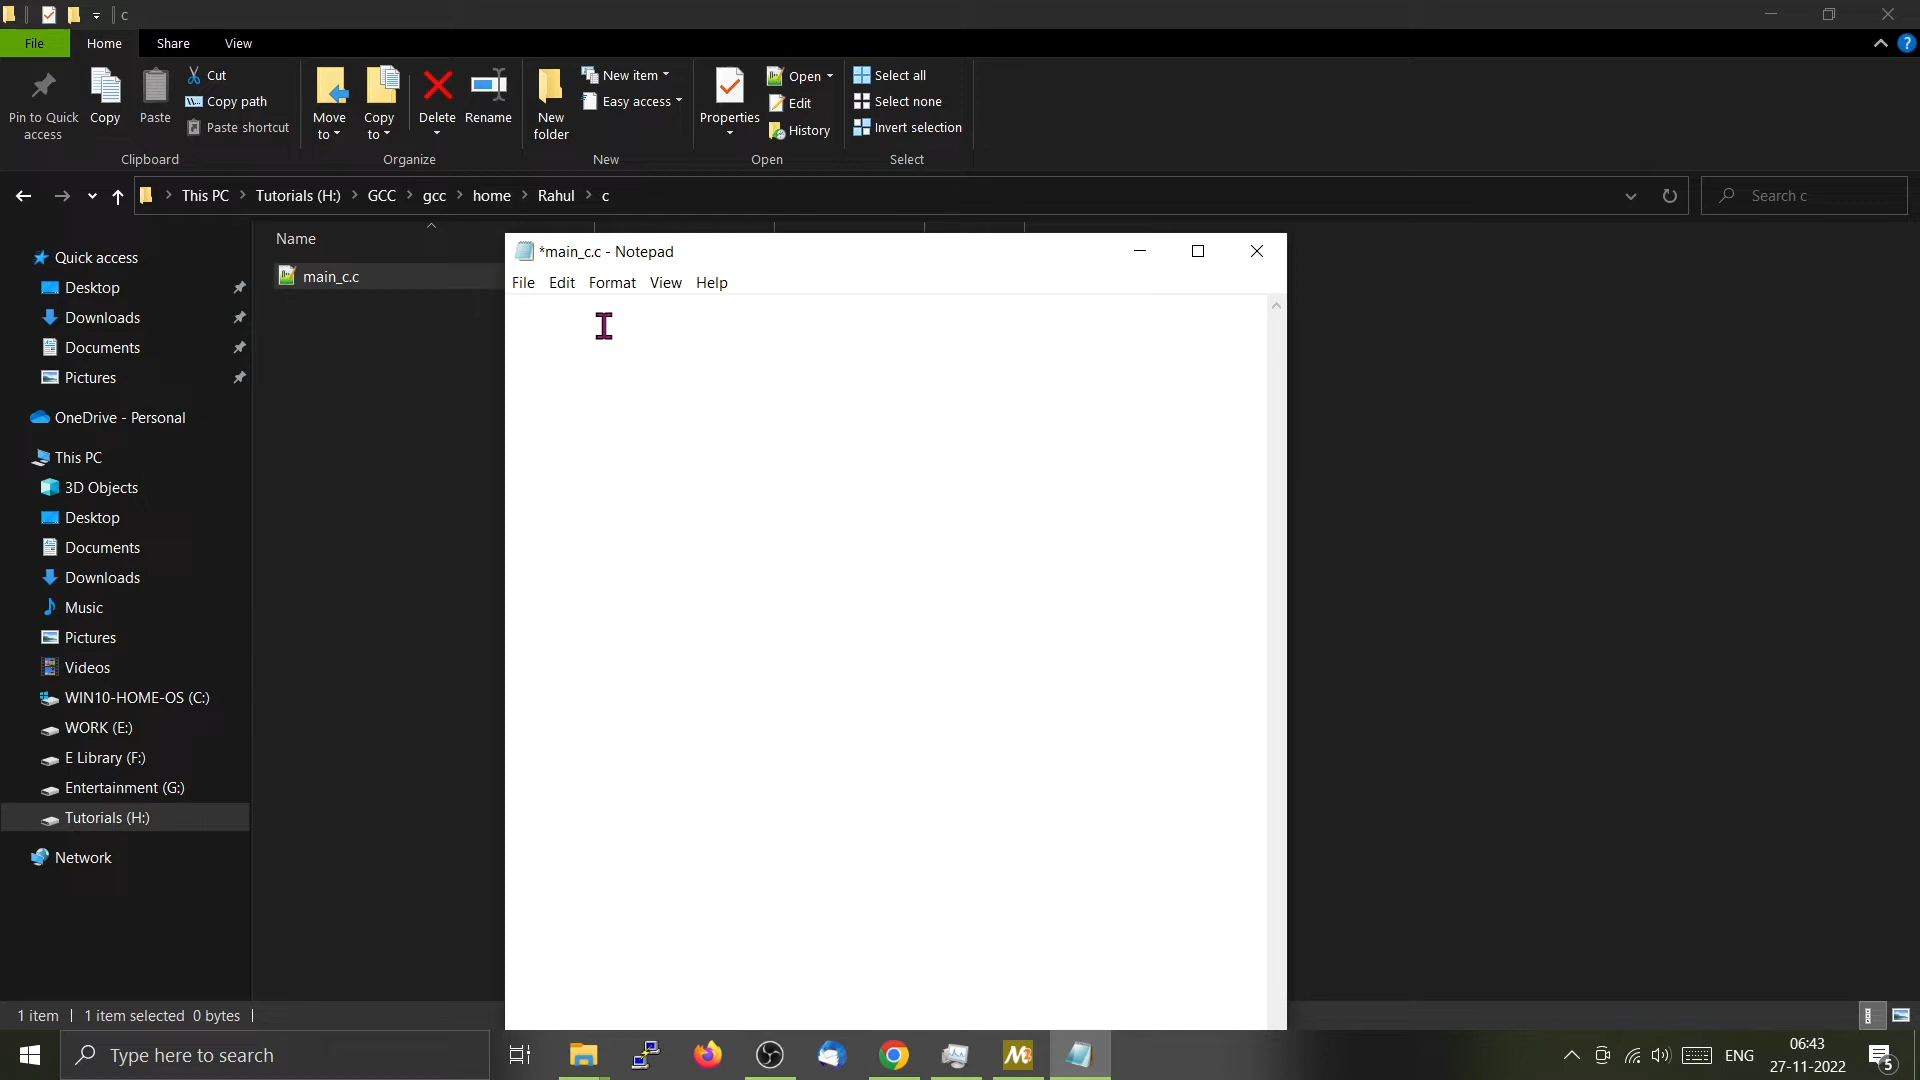 c
File Home Share View
Pin to Quick access
Copy
Paste
Cut
Copy path
Paste shortcut
Clipboard
Move to
Copy to
Delete
Rename
Organize
New folder
New item
Easy access
New
Properties
Open
Edit
History
Open
Select all
Select none
Invert selection
Select
This PC > Tutorials (H:) > GCC > gcc > home > Rahul > c
Search c
Quick access
Desktop
Downloads
Documents
Pictures
OneDrive - Personal
This PC
3D Objects
Desktop
Documents
Downloads
Music
Pictures
Videos
WIN10-HOME-OS (C:)
WORK (E:)
E Library (F:)
Entertainment (G:)
Tutorials (H:)
Network
Name
main_c.c
*main_c.c - Notepad
File Edit Format View Help
1 item | 1 item selected 0 bytes |
Type here to search
ENG
06:43
27-11-2022
5